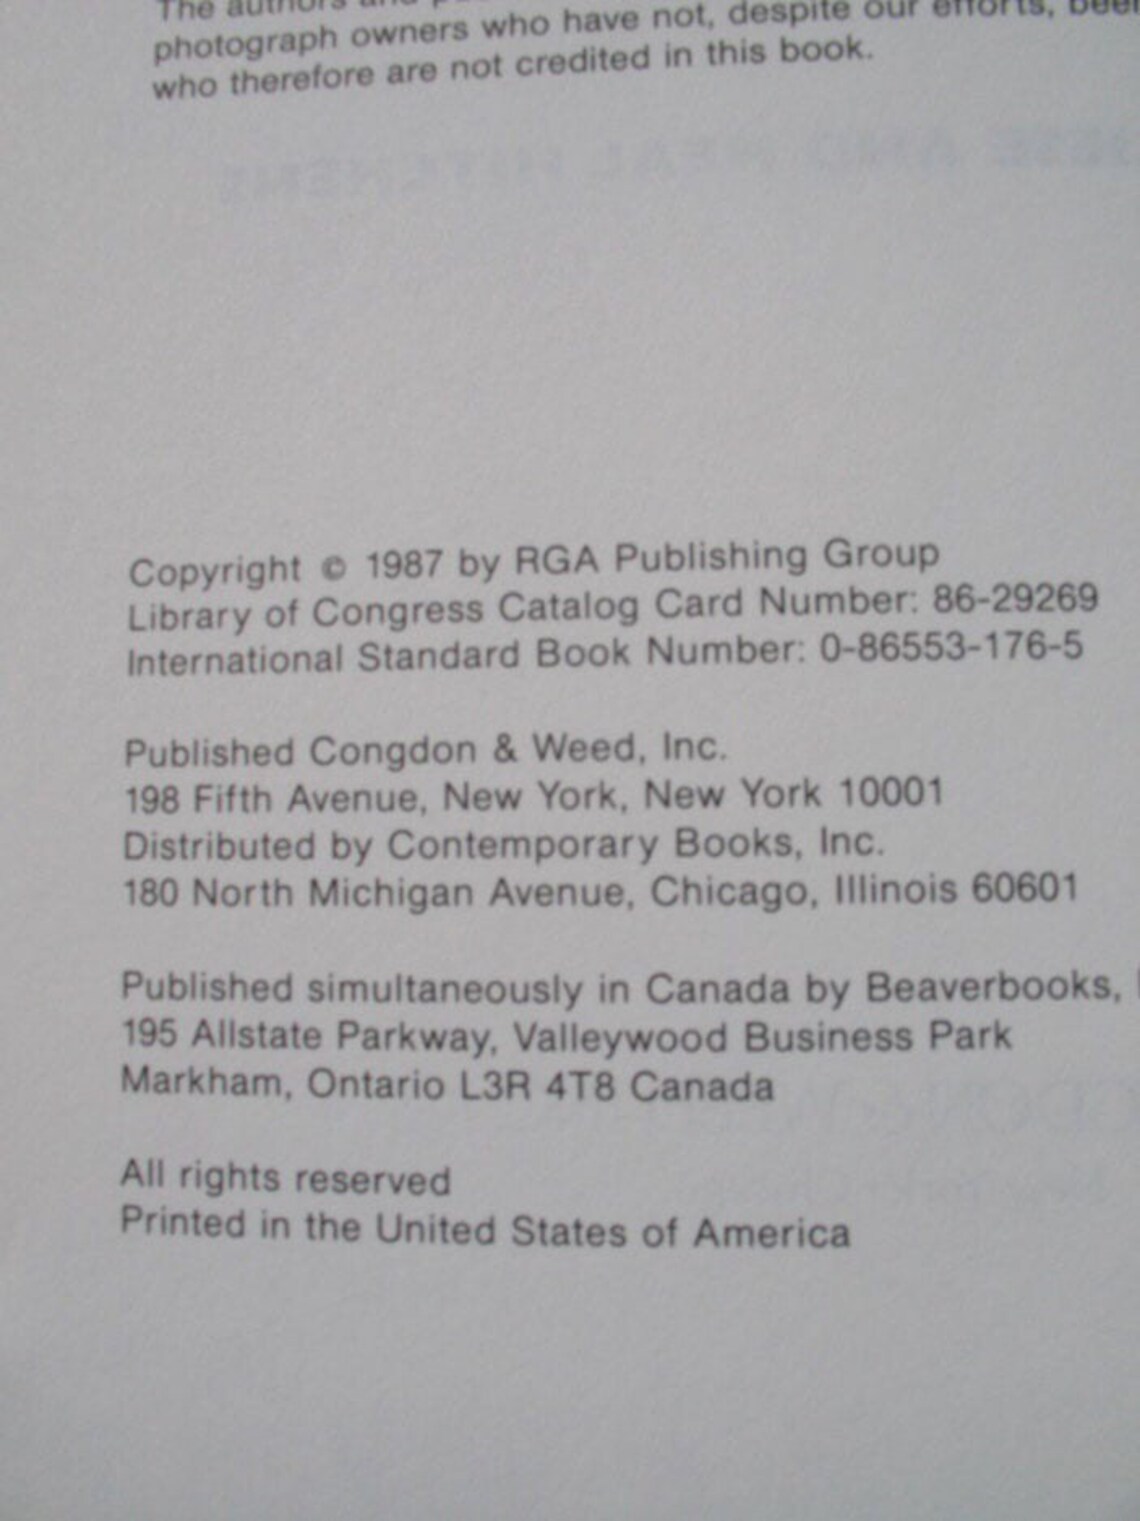 The authors and
photograph owners who have not, despite our efforts, been
who therefore are not credited in this book.
Copyright © 1987 by RGA Publishing Group
Library of Congress Catalog Card Number: 86-29269
International Standard Book Number: 0-86553-176-5
Published Congdon & Weed, Inc.
198 Fifth Avenue, New York, New York 10001
Distributed by Contemporary Books, Inc.
180 North Michigan Avenue, Chicago, Illinois 60601
Published simultaneously in Canada by Beaverbooks,
195 Allstate Parkway, Valleywood Business Park
Markham, Ontario L3R 4T8 Canada
All rights reserved
Printed in the United States of America